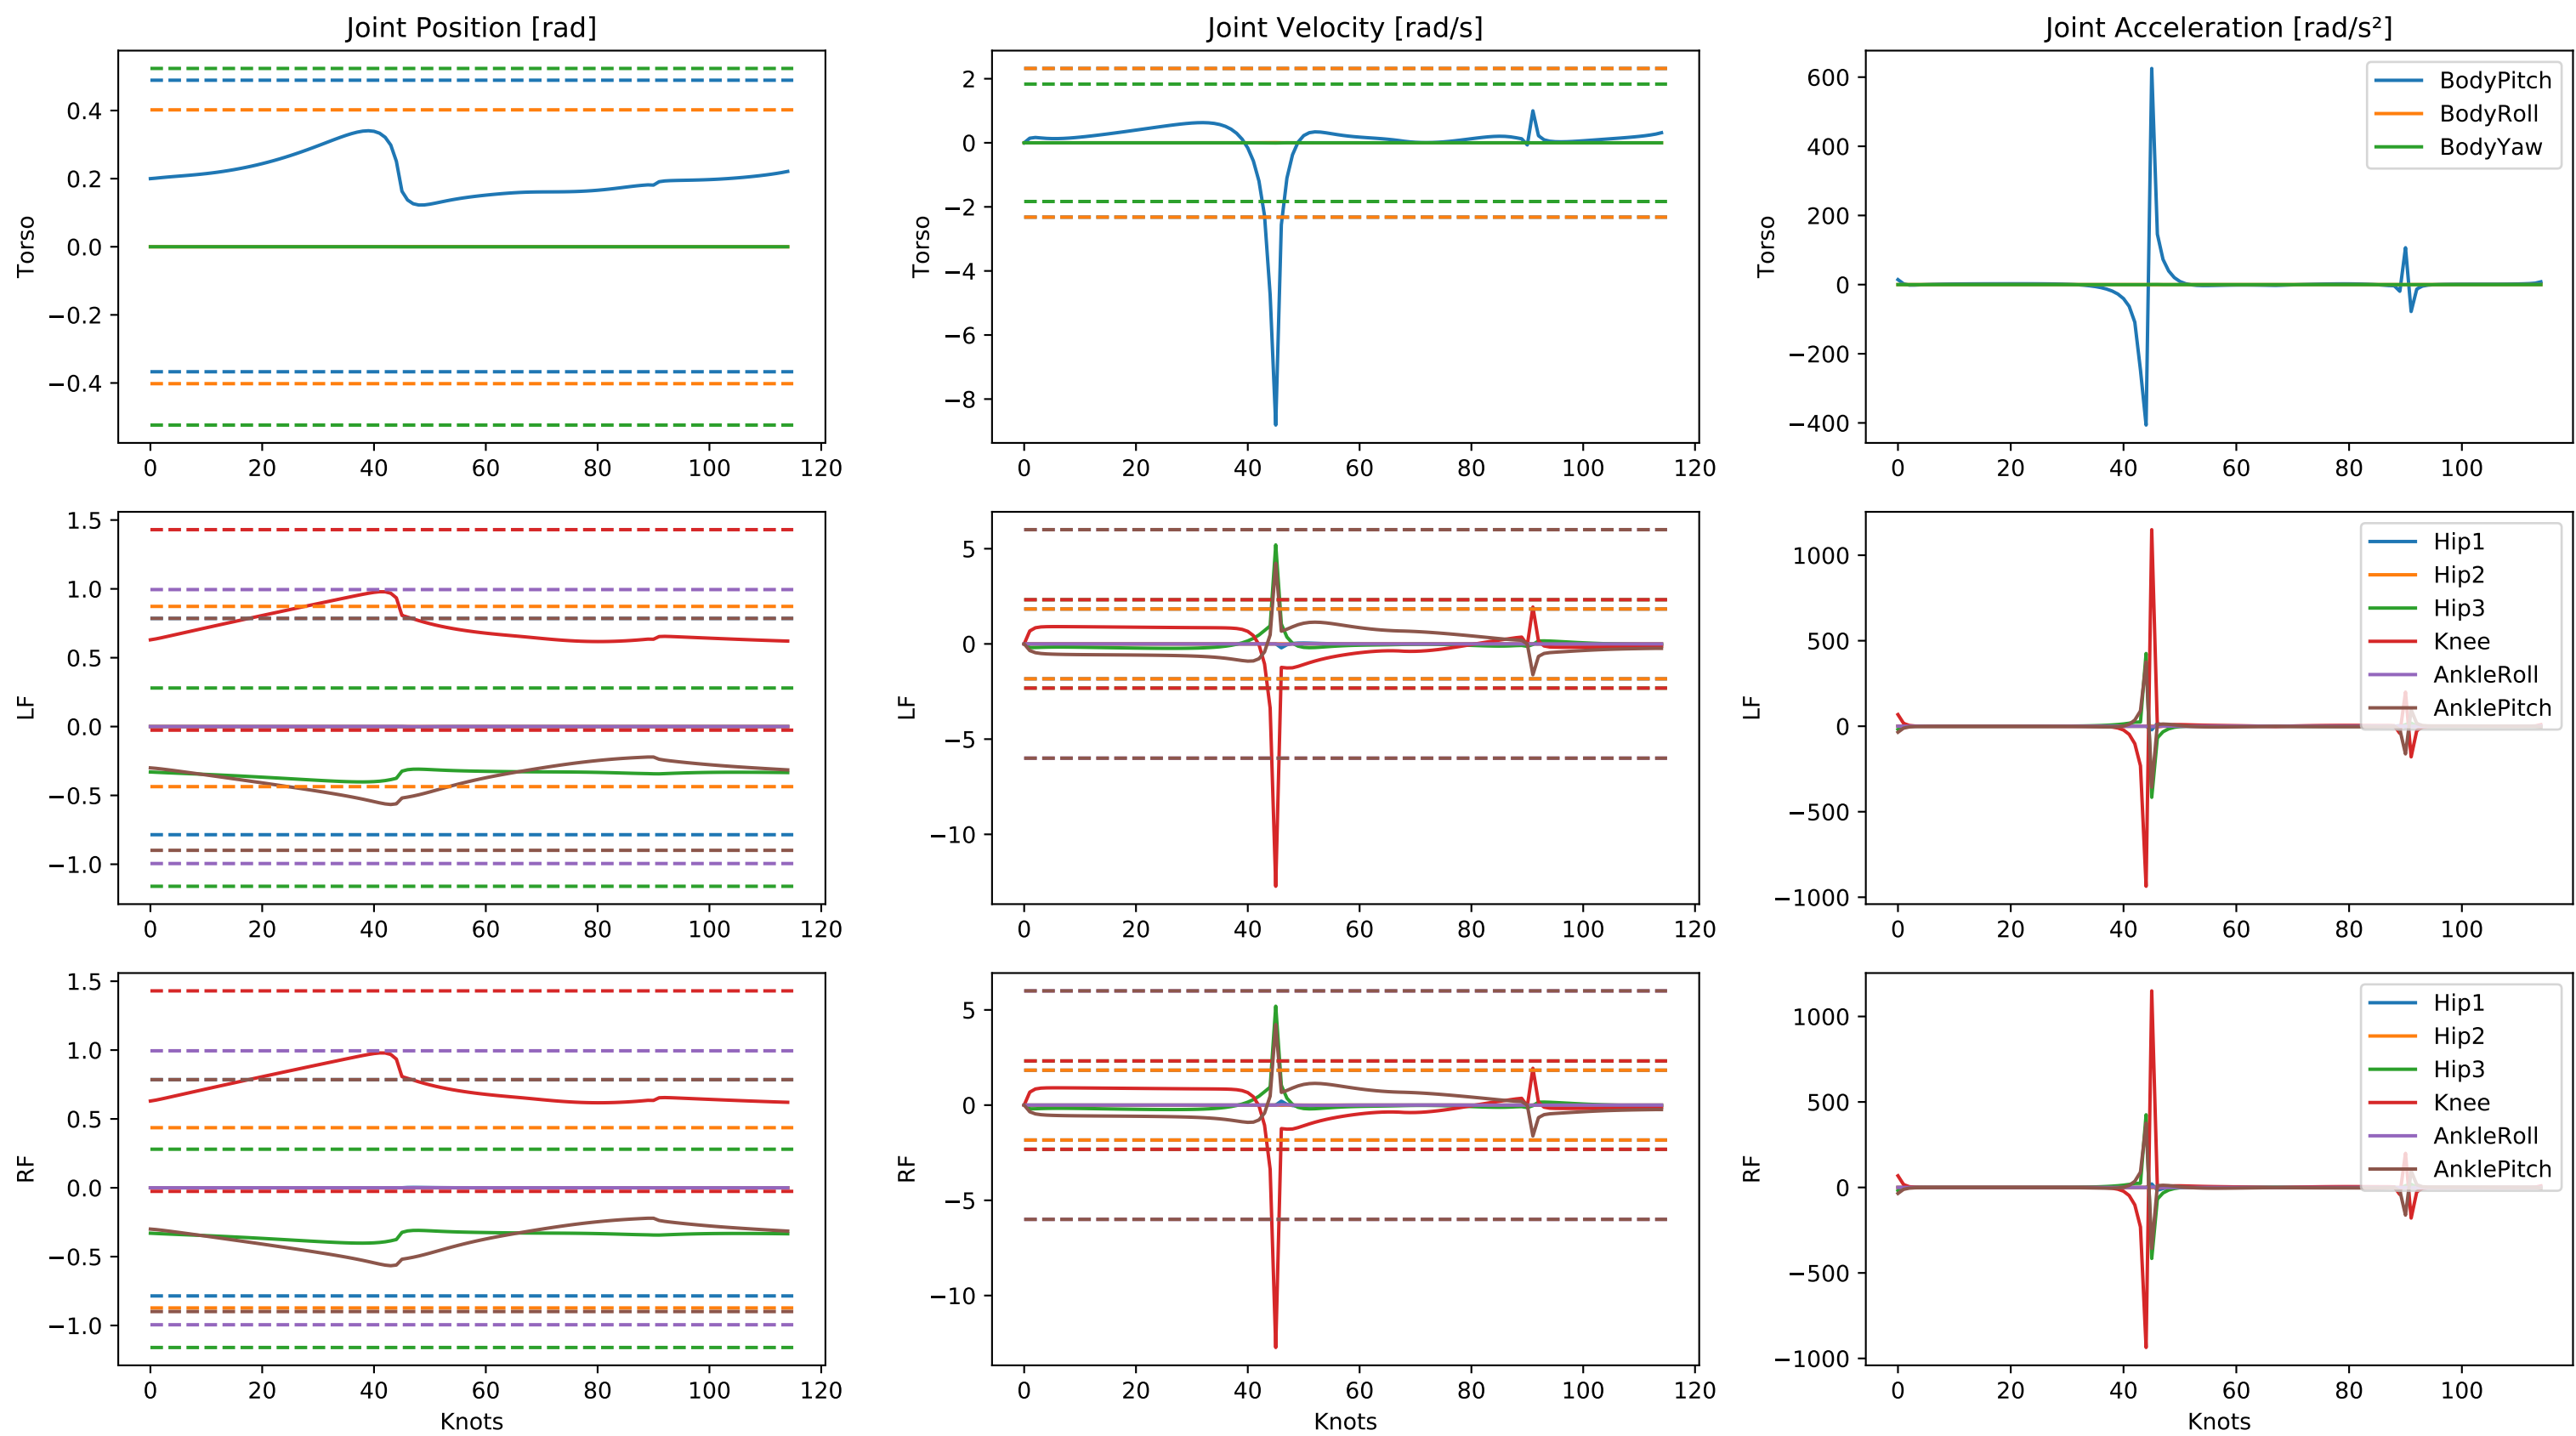 Joint Position [rad] Joint Velocity [rad/s] Joint Acceleration [rad/s²]
Torso
0.4
0.2
0.0
−0.2
−0.4
0 20 40 60 80 100 120
Torso
2
0
−2
−4
−6
−8
0 20 40 60 80 100 120
Torso
600
400
200
0
−200
−400
0 20 40 60 80 100
BodyPitch
BodyRoll
BodyYaw
LF
1.5
1.0
0.5
0.0
−0.5
−1.0
0 20 40 60 80 100 120
LF
5
0
−5
−10
0 20 40 60 80 100 120
LF
1000
500
0
−500
−1000
0 20 40 60 80 100
Hip1
Hip2
Hip3
Knee
AnkleRoll
AnklePitch
RF
1.5
1.0
0.5
0.0
−0.5
−1.0
0 20 40 60 80 100 120
Knots
RF
5
0
−5
−10
0 20 40 60 80 100 120
Knots
RF
1000
500
0
−500
−1000
0 20 40 60 80 100
Knots
Hip1
Hip2
Hip3
Knee
AnkleRoll
AnklePitch